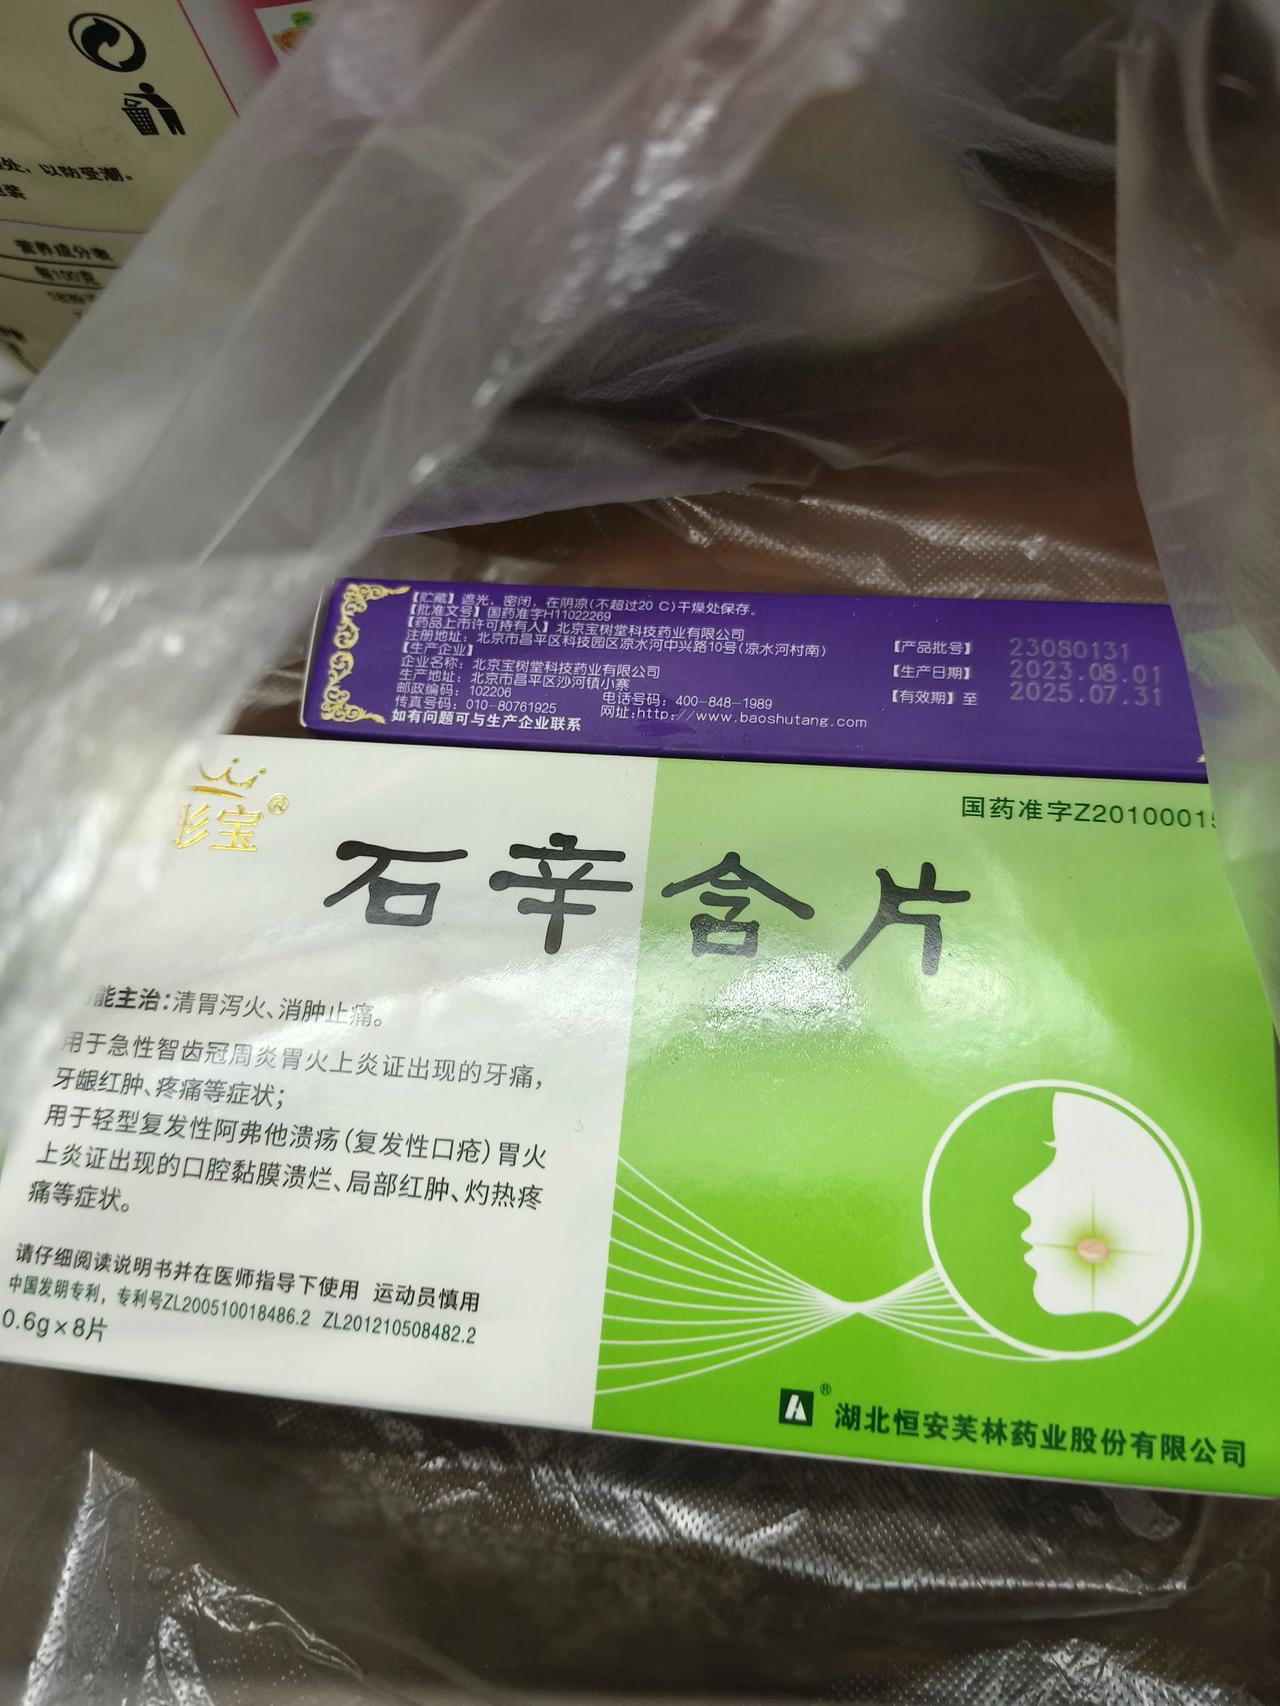 处，以防受潮。
装
营养成分表
每100克
【贮藏】遮光，密闭，在阴凉(不超过20 C)干燥处保存。
【批准文号】国药准字H11022269
【药品上市许可持有人】北京宝树堂科技药业有限公司
注册地址：北京市昌平区科技园区凉水河中兴路10号(凉水河村南)
【生产企业】
企业名称：北京宝树堂科技药业有限公司
生产地址：北京市昌平区沙河镇小寨
邮政编码：102206 电话号码：400-848-1989
传真号码：010-80761925 网址:http://www.baoshutang.com
如有问题可与生产企业联系
【产品批号】 23080131
【生产日期】 2023.08.01
【有效期】至 2025.07.31
宝®
国药准字Z2010001
石辛含片
能主治：清胃泻火、消肿止痛。
用于急性智齿冠周炎胃火上炎证出现的牙痛，
牙龈红肿、疼痛等症状；
用于轻型复发性阿弗他溃疡（复发性口疮）胃火
上炎证出现的口腔黏膜溃烂、局部红肿、灼热疼
痛等症状。
请仔细阅读说明书并在医师指导下使用 运动员慎用
中国发明专利，专利号ZL200510018486.2 ZL201210508482.2
0.6g×8片
® 湖北恒安芙林药业股份有限公司